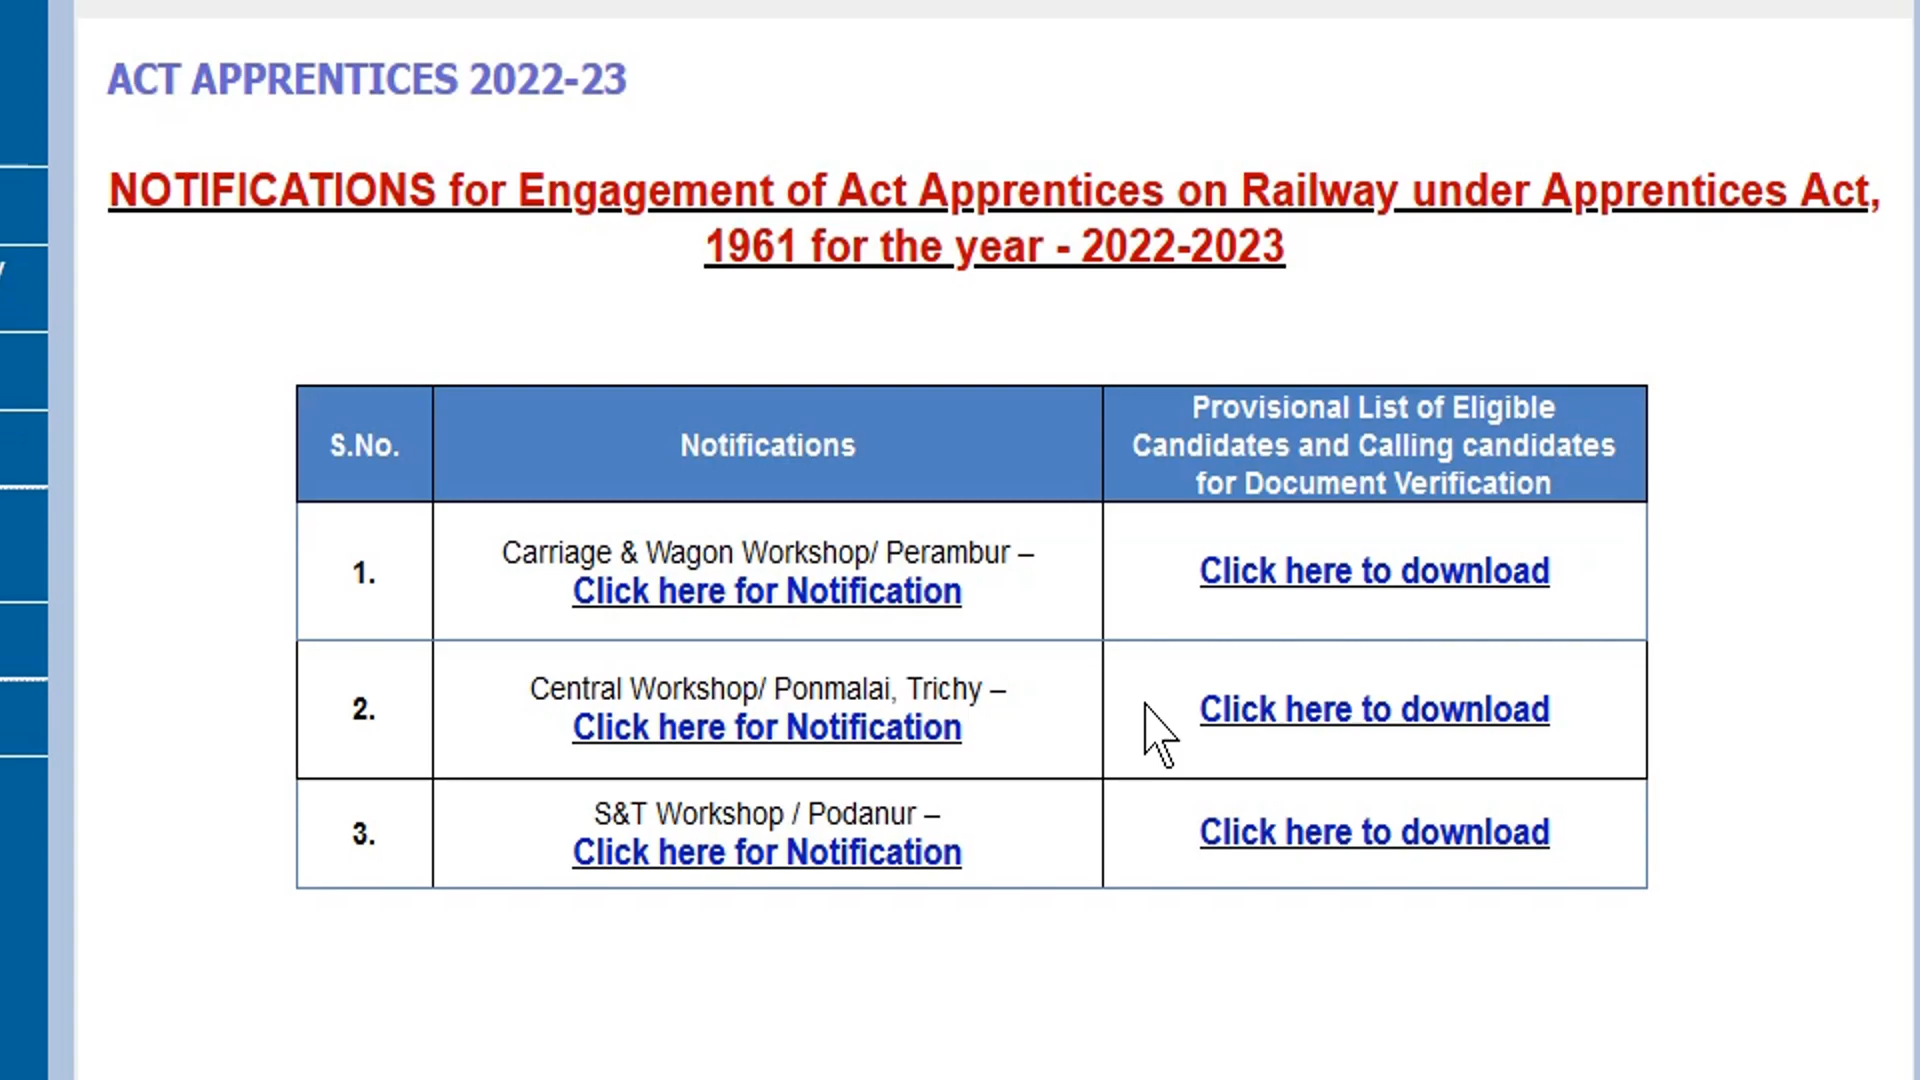 ACT APPRENTICES 2022-23
NOTIFICATIONS for Engagement of Act Apprentices on Railway under Apprentices Act,
1961 for the year - 2022-2023
S.No.
Notifications
Provisional List of Eligible
Candidates and Calling candidates
for Document Verification
1.
Carriage & Wagon Workshop/ Perambur –
Click here for Notification
Click here to download
2.
Central Workshop/ Ponmalai, Trichy –
Click here for Notification
Click here to download
3.
S&T Workshop / Podanur –
Click here for Notification
Click here to download